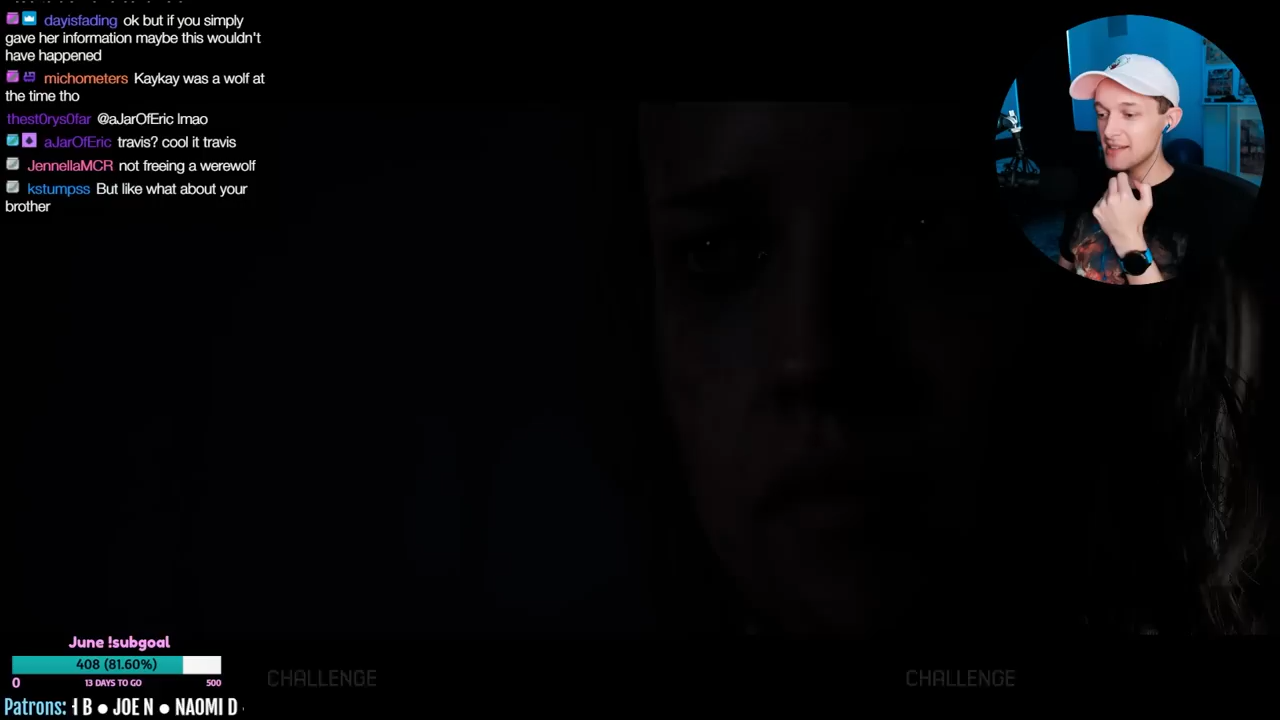 dayisfading ok but if you simply
gave her information maybe this wouldn't
have happened
michometers Kaykay was a wolf at
the time tho
thest0rys0far @aJarOfEric lmao
aJarOfEric travis? cool it travis
JennellaMCR not freeing a werewolf
kstumpss But like what about your
brother
June !subgoal
408 (81.60%)
0 13 DAYS TO GO 500
Patrons: B ● JOE N ● NAOMI D
CHALLENGE
CHALLENGE